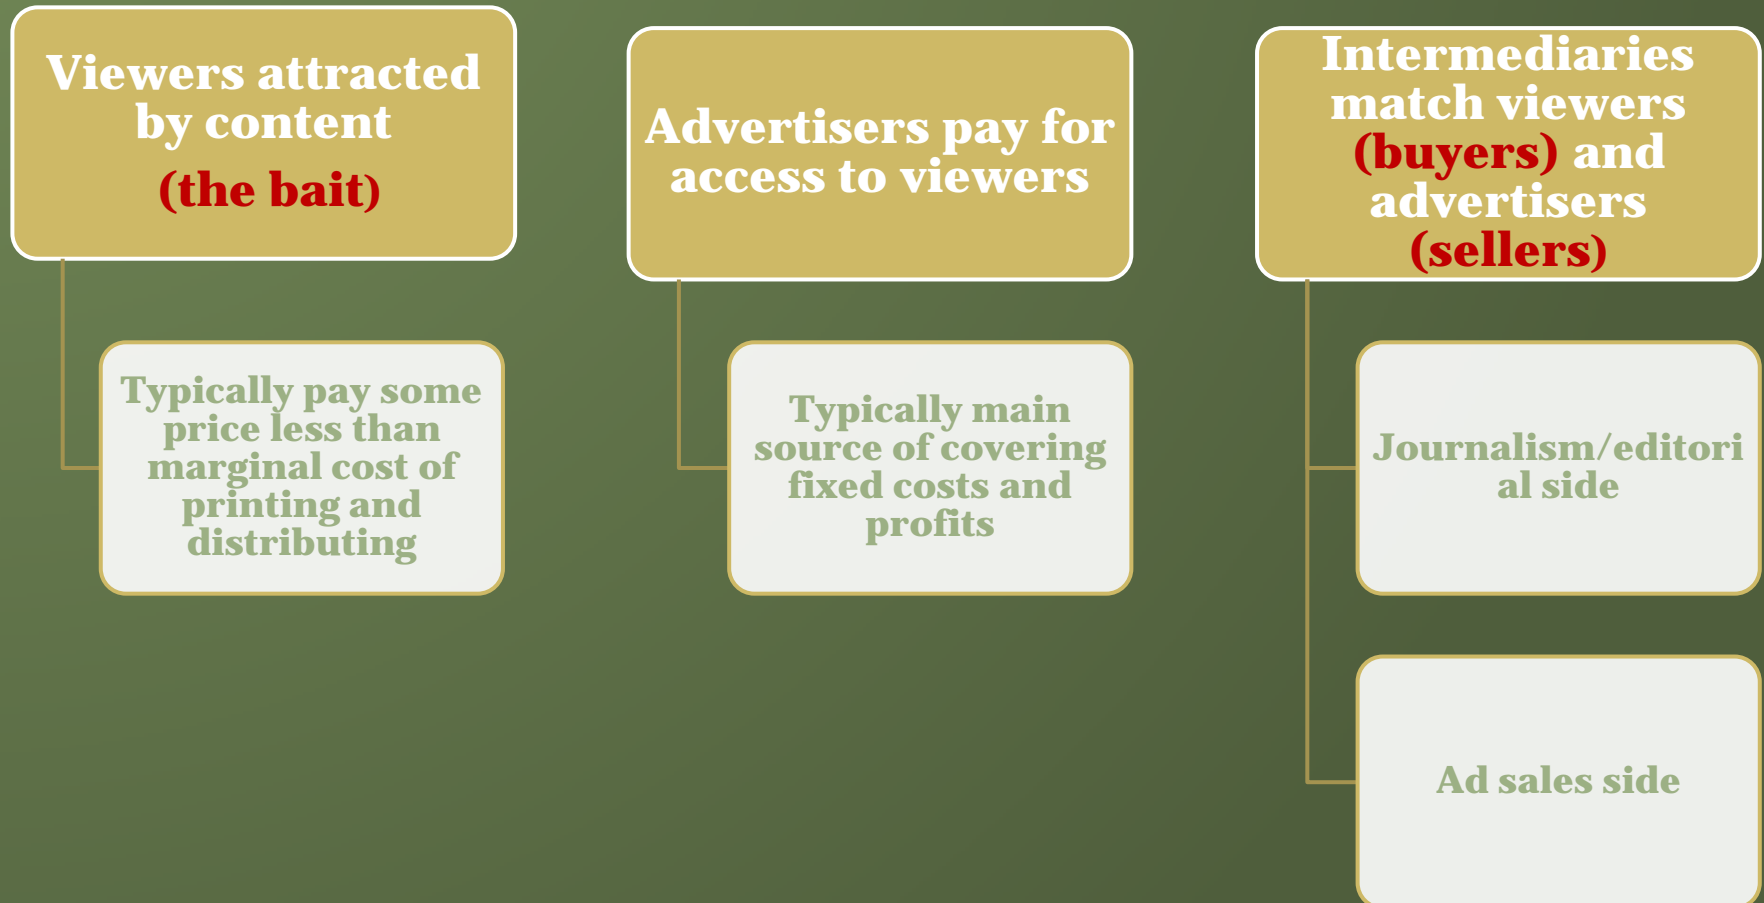 Viewers attracted
by content
(the bait)
Typically pay some
price less than
marginal cost of
printing and
distributing
Advertisers pay for
access to viewers
Typically main
source of covering
fixed costs and
profits
Intermediaries
match viewers
(buyers) and
advertisers
(sellers)
Journalism/editori
al side
Ad sales side